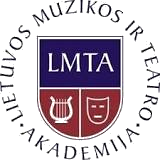 LIETUVOS MUZIKOS IR TEATRO
LMTA
· AKADEMIJA ·